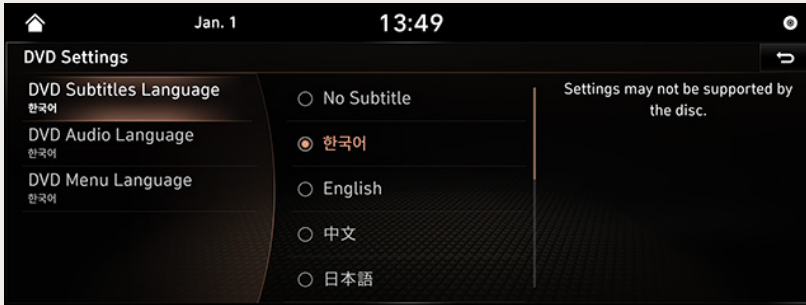 Jan. 1
13:49
DVD Settings
DVD Subtitles Language
한국어
DVD Audio Language
한국어
DVD Menu Language
한국어
No Subtitle
한국어
English
中文
日本語
Settings may not be supported by
the disc.